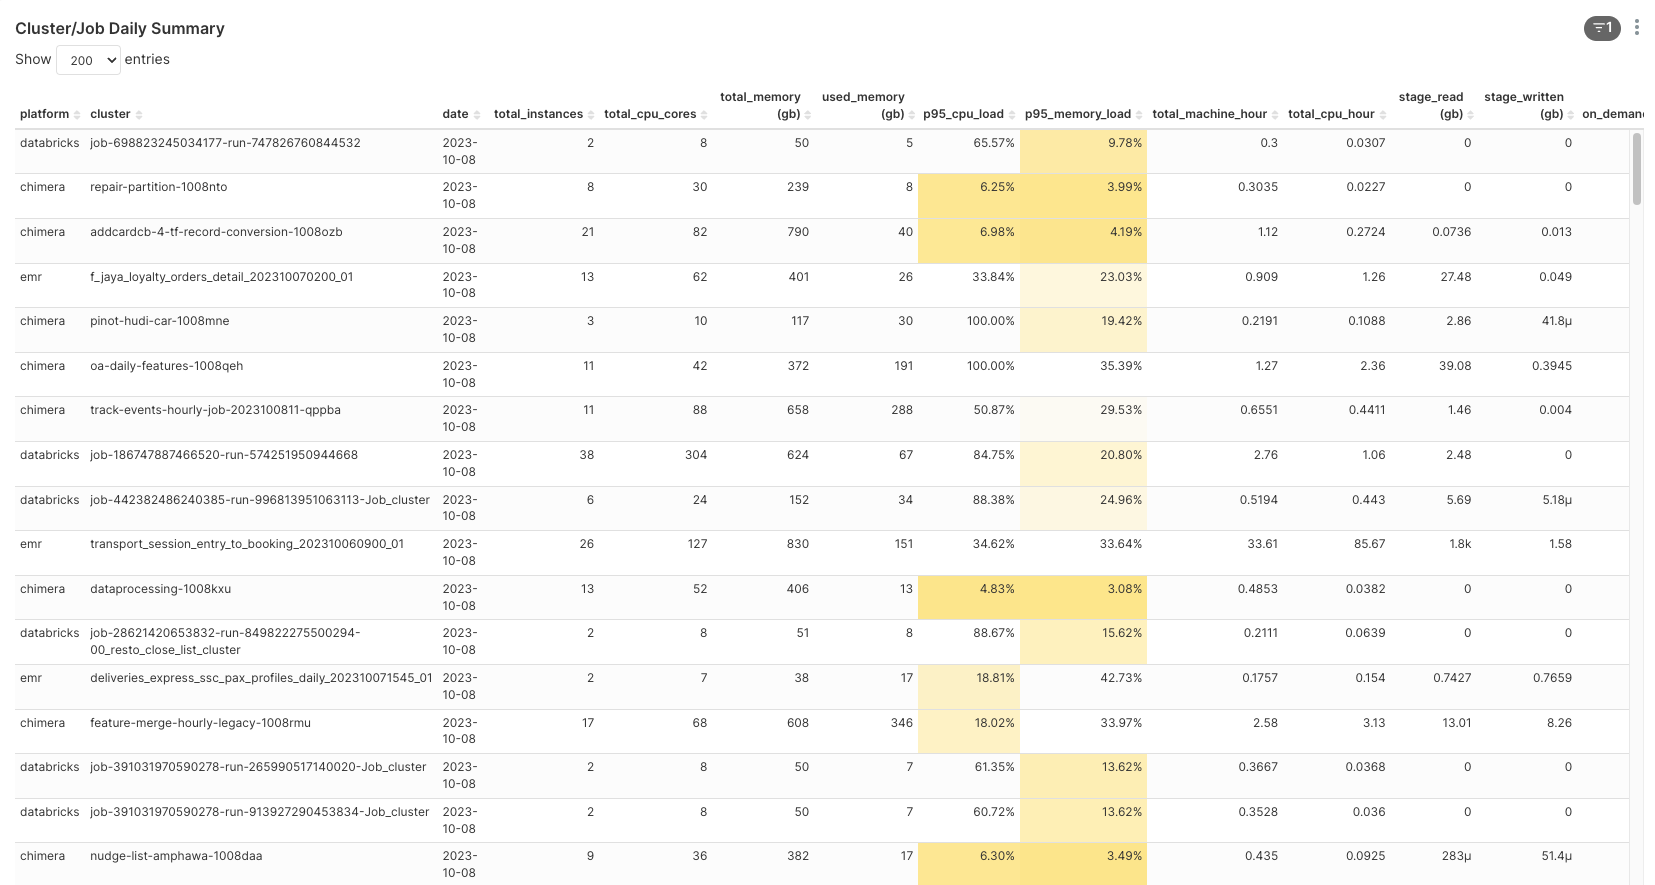 Cluster/Job Daily Summary
1
Show 200 entries
total_memory used_memory stage_read stage_written
platform cluster date total_instances total_cpu_cores (gb) (gb) p95_cpu_load p95_memory_load total_machine_hour total_cpu_hour (gb) (gb) on_deman
databricks job-698823245034177-run-747826760844532 2023- 2 8 50 5 65.57% 9.78% 0.3 0.0307 0 0
10-08
chimera repair-partition-1008nto 2023- 8 30 239 8 6.25% 3.99% 0.3035 0.0227 0 0
10-08
chimera addcardcb-4-tf-record-conversion-1008ozb 2023- 21 82 790 40 6.98% 4.19% 1.12 0.2724 0.0736 0.013
10-08
emr f_jaya_loyalty_orders_detail_202310070200_01 2023- 13 62 401 26 33.84% 23.03% 0.909 1.26 27.48 0.049
10-08
chimera pinot-hudi-car-1008mne 2023- 3 10 117 30 100.00% 19.42% 0.2191 0.1088 2.86 41.8µ
10-08
chimera oa-daily-features-1008qeh 2023- 11 42 372 191 100.00% 35.39% 1.27 2.36 39.08 0.3945
10-08
chimera track-events-hourly-job-2023100811-qppba 2023- 11 88 658 288 50.87% 29.53% 0.6551 0.4411 1.46 0.004
10-08
databricks job-186747887466520-run-574251950944668 2023- 38 304 624 67 84.75% 20.80% 2.76 1.06 2.48 0
10-08
databricks job-442382486240385-run-996813951063113-Job_cluster 2023- 6 24 152 34 88.38% 24.96% 0.5194 0.443 5.69 5.18µ
10-08
emr transport_session_entry_to_booking_202310060900_01 2023- 26 127 830 151 34.62% 33.64% 33.61 85.67 1.8k 1.58
10-08
chimera dataprocessing-1008kxu 2023- 13 52 406 13 4.83% 3.08% 0.4853 0.0382 0 0
10-08
databricks job-28621420653832-run-849822275500294- 2023- 2 8 51 8 88.67% 15.62% 0.2111 0.0639 0 0
00_resto_close_list_cluster 10-08
emr deliveries_express_ssc_pax_profiles_daily_202310071545_01 2023- 2 7 38 17 18.81% 42.73% 0.1757 0.154 0.7427 0.7659
10-08
chimera feature-merge-hourly-legacy-1008rmu 2023- 17 68 608 346 18.02% 33.97% 2.58 3.13 13.01 8.26
10-08
databricks job-391031970590278-run-265990517140020-Job_cluster 2023- 2 8 50 7 61.35% 13.62% 0.3667 0.0368 0 0
10-08
databricks job-391031970590278-run-913927290453834-Job_cluster 2023- 2 8 50 7 60.72% 13.62% 0.3528 0.036 0 0
10-08
chimera nudge-list-amphawa-1008daa 2023- 9 36 382 17 6.30% 3.49% 0.435 0.0925 283µ 51.4µ
10-08